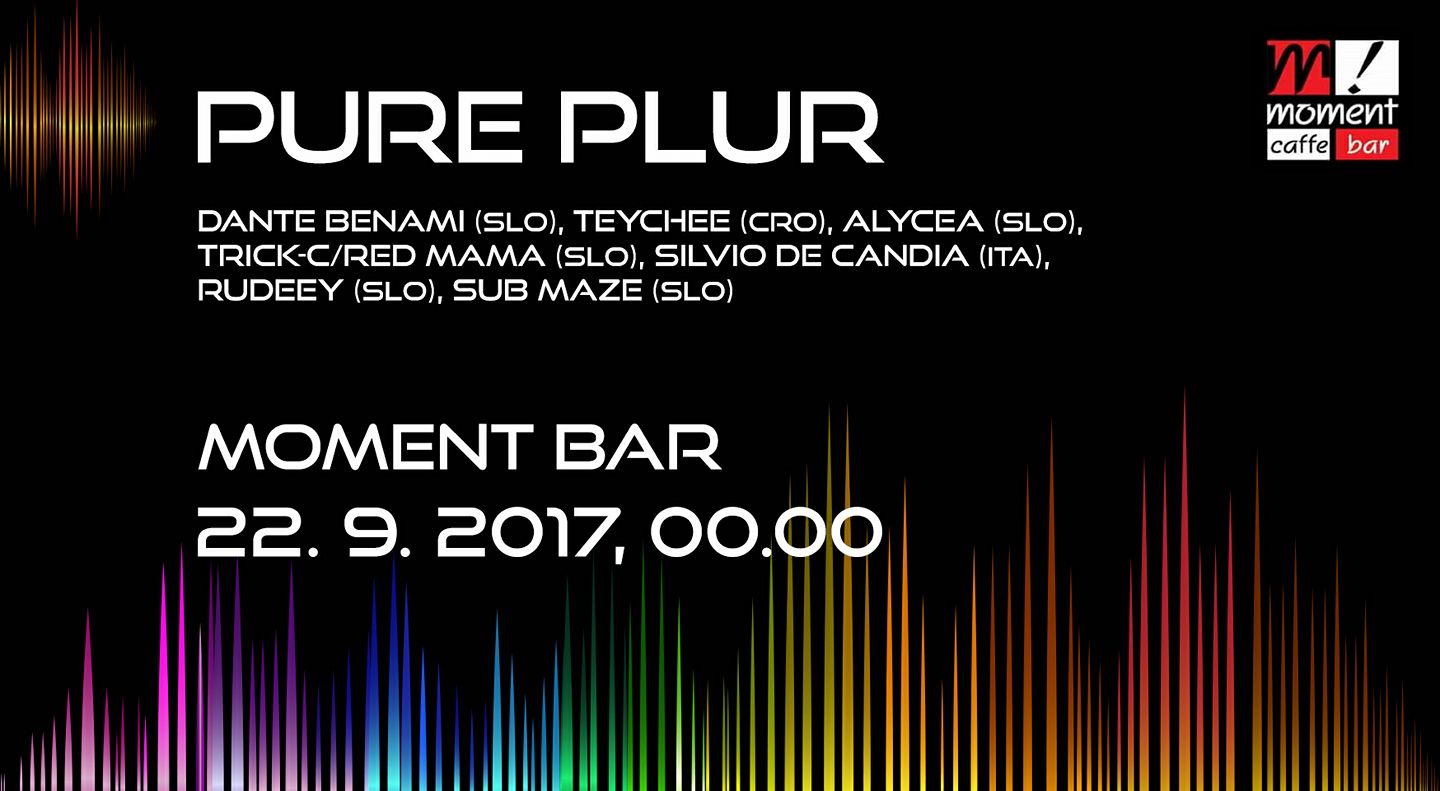 PURE PLUR
m!
moment
caffe bar
DANTE BENAMI (SLO), TEYCHEE (CRO), ALYCEA (SLO),
TRICK-C/RED MAMA (SLO), SILVIO DE CANDIA (ITA),
RUDEEY (SLO), SUB MAZE (SLO)
MOMENT BAR
22. 9. 2017, 00.00